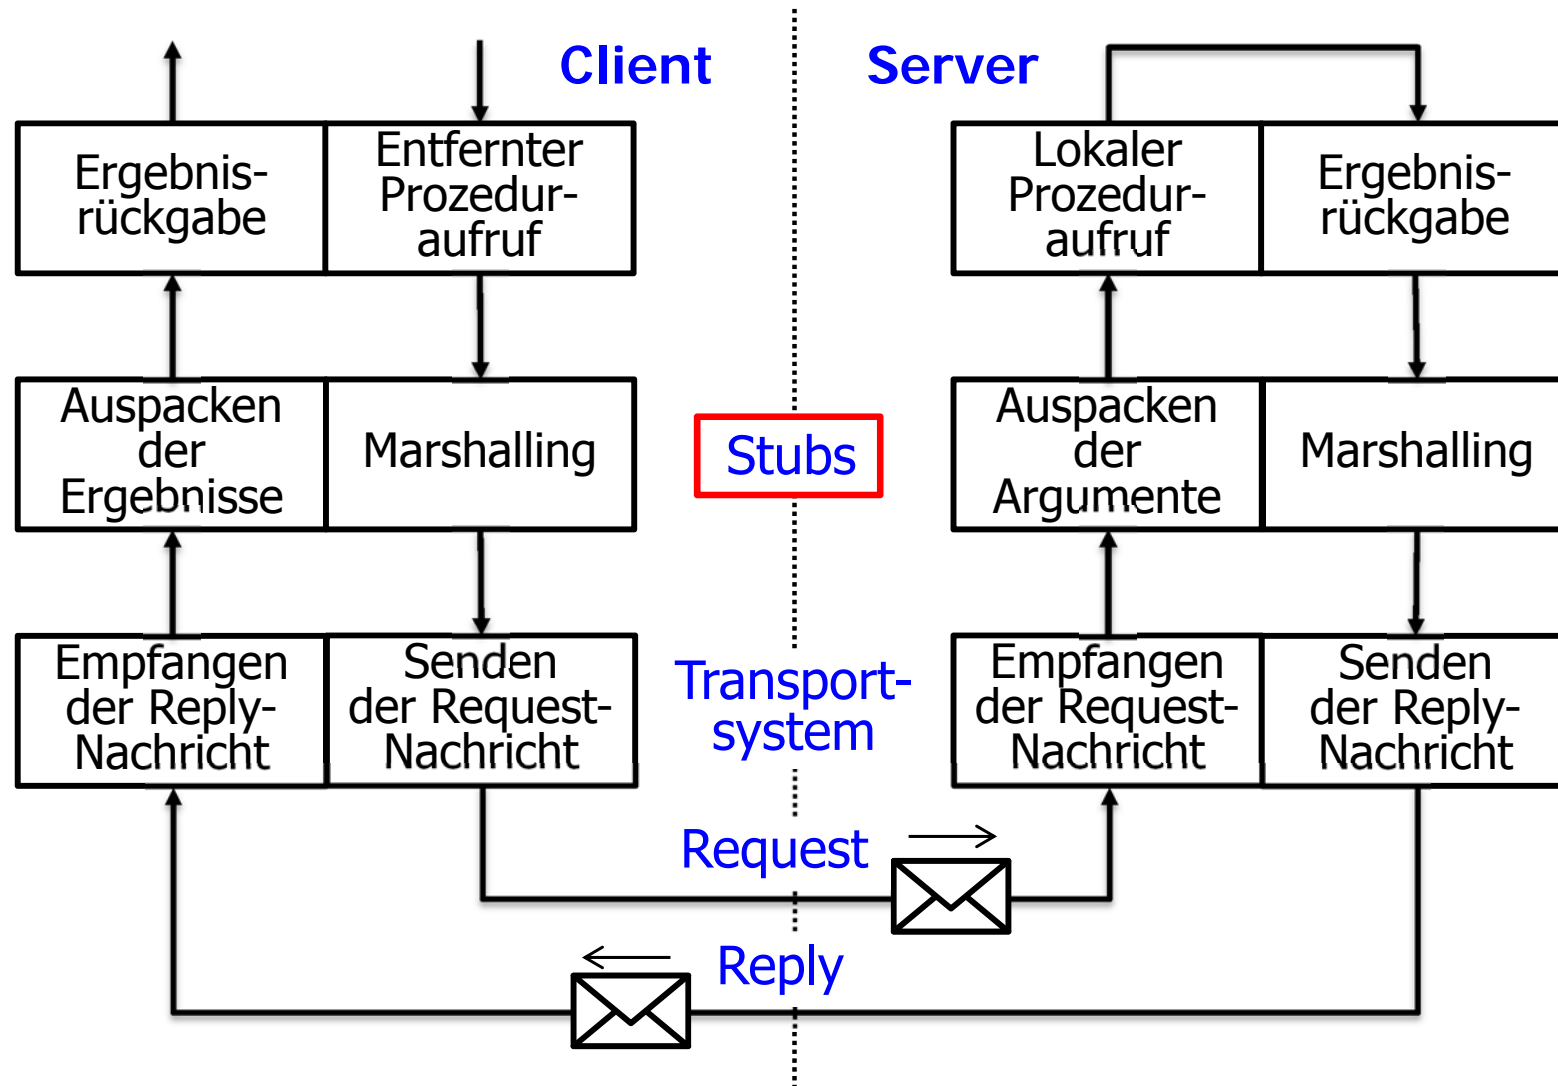 Client
Server
Ergebnis-
rückgabe
Entfernter
Prozedur-
aufruf
Lokaler
Prozedur-
aufruf
Ergebnis-
rückgabe
Auspacken
der
Ergebnisse
Marshalling
Stubs
Auspacken
der
Argumente
Marshalling
Empfangen
der Reply-
Nachricht
Senden
der Request-
Nachricht
Transport-
system
Empfangen
der Request-
Nachricht
Senden
der Reply-
Nachricht
Request
Reply